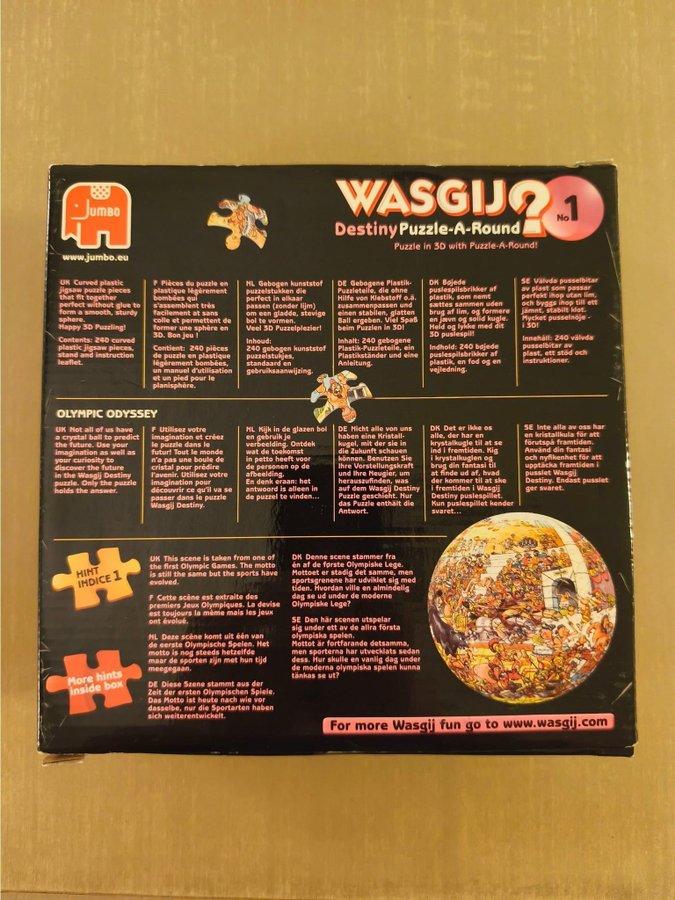 Jumbo
www.jumbo.eu
WASGIJ?
Destiny Puzzle-A-Round
No 1
Puzzle in 3D with Puzzle-A-Round!
UK Curved plastic
jigsaw puzzle pieces
that fit together
perfect without glue to
form a smooth, sturdy
sphere.
Happy 3D Puzzling!
Contents: 240 curved
plastic jigsaw pieces,
stand and instruction
leaflet.
F Pièces du puzzle en
plastique légèrement
bombées qui
s'assemblent très
facilement et sans
colle et permettent de
former une sphère en
3D. Bon jeu !
Contient: 240 pièces
de puzzle en plastique
légèrement bombées,
un manuel d'utilisation
et un pied pour le
planisphère.
NL Gebogen kunststof
puzzelstukken die
perfect in elkaar
passen (zonder lijm)
om een gladde, stevige
bol te vormen.
Veel 3D Puzzelplezier!
Inhoud:
240 gebogen kunststof
puzzelstukjes,
standaard en
gebruiksaanwijzing.
DE Gebogene Plastik-
Puzzleteile, die ohne
Hilfe von Klebstoff o.ä.
zusammenpassen und
einen stabilen, glatten
Ball ergeben. Viel Spaß
beim Puzzlen in 3D!
Inhalt: 240 gebogene
Plastik-Puzzleteile, ein
Plastikständer und eine
Anleitung.
DK Bøjede
puslespilsbrikker af
plastik, som nemt
sættes sammen uden
brug af lim, og formere
en jævn og solid kugle.
Held og lykke med dit
3D puslespil!
Indhold: 240 bøjede
puslespilsbrikker af
plastik, en fod og en
vejledning.
SE Välvda pusselbitar
av plast som passar
perfekt ihop utan lim,
och byggs ihop till ett
jämnt, stabilt klot.
Mycket pusselnöje -
i 3D!
Innehåll: 240 välvda
pusselbitar av
plast, ett stöd och
instruktioner.
OLYMPIC ODYSSEY
UK Not all of us have
a crystal ball to predict
the future. Use your
imagination as well as
your curiosity to
discover the future
in the Wasgij Destiny
puzzle. Only the puzzle
holds the answer.
F Utilisez votre
imagination et créez
le puzzle dans le
futur! Tout le monde
n'a pas une boule de
cristal pour prédire
l'avenir. Utilisez votre
imagination pour
découvrir ce qu'il va se
passer dans le puzzle
Wasgij Destiny.
NL Kijk in de glazen bol
en gebruik je
verbeelding. Ontdek
wat de toekomst
in petto heeft voor
de personen op de
afbeelding.
En denk eraan: het
antwoord is alleen in
de puzzel te vinden...
DE Nicht alle von uns
haben eine Kristall-
kugel, mit der sie in
die Zukunft schauen
können. Benutzen Sie
Ihre Vorstellungskraft
und Ihre Neugier, um
herauszufinden, was
auf dem Wasgij Destiny
Puzzle geschieht. Nur
das Puzzle enthält die
Antwort.
DK Det er ikke os
alle, der har en
krystalkugle til at se
ind i fremtiden. Kig
i krystalkuglen og
brug din fantasi til
at finde ud af, hvad
der kommer til at ske
i fremtiden i Wasgij
Destiny puslespillet.
Kun puslespillet kender
svaret...
SE Inte alla av oss har
en kristallkula för att
förutspå framtiden.
Använd din fantasi
och nyfikenhet för att
upptäcka framtiden i
pusslet Wasgij
Destiny. Endast pusslet
ger svaret.
HINT
INDICE 1
More hints
inside box
UK This scene is taken from one of
the first Olympic Games. The motto
is still the same but the sports have
evolved.
F Cette scène est extraite des
premiers Jeux Olympiques. La devise
est toujours la même mais les jeux
ont évolué.
NL Deze scène komt uit één van
de eerste Olympische Spelen. Het
motto is nog steeds hetzelfde
maar de sporten zijn met hun tijd
meegegaan.
DE Diese Szene stammt aus der
Zeit der ersten Olympischen Spiele.
Das Motto ist heute nach wie vor
dasselbe, nur die Sportarten haben
sich weiterentwickelt.
DK Denne scene stammer fra
én af de første Olympiske Lege.
Mottoet er stadig det samme, men
sportsgrenene har udviklet sig med
tiden. Hvordan ville en almindelig
dag se ud under de moderne
Olympiske Lege?
SE Den här scenen utspelar
sig under ett av de allra första
olympiska spelen.
Mottot är fortfarande detsamma,
men sporterna har utvecklats sedan
dess. Hur skulle en vanlig dag under
de moderna olympiska spelen kunna
tänkas se ut?
For more Wasgij fun go to www.wasgij.com